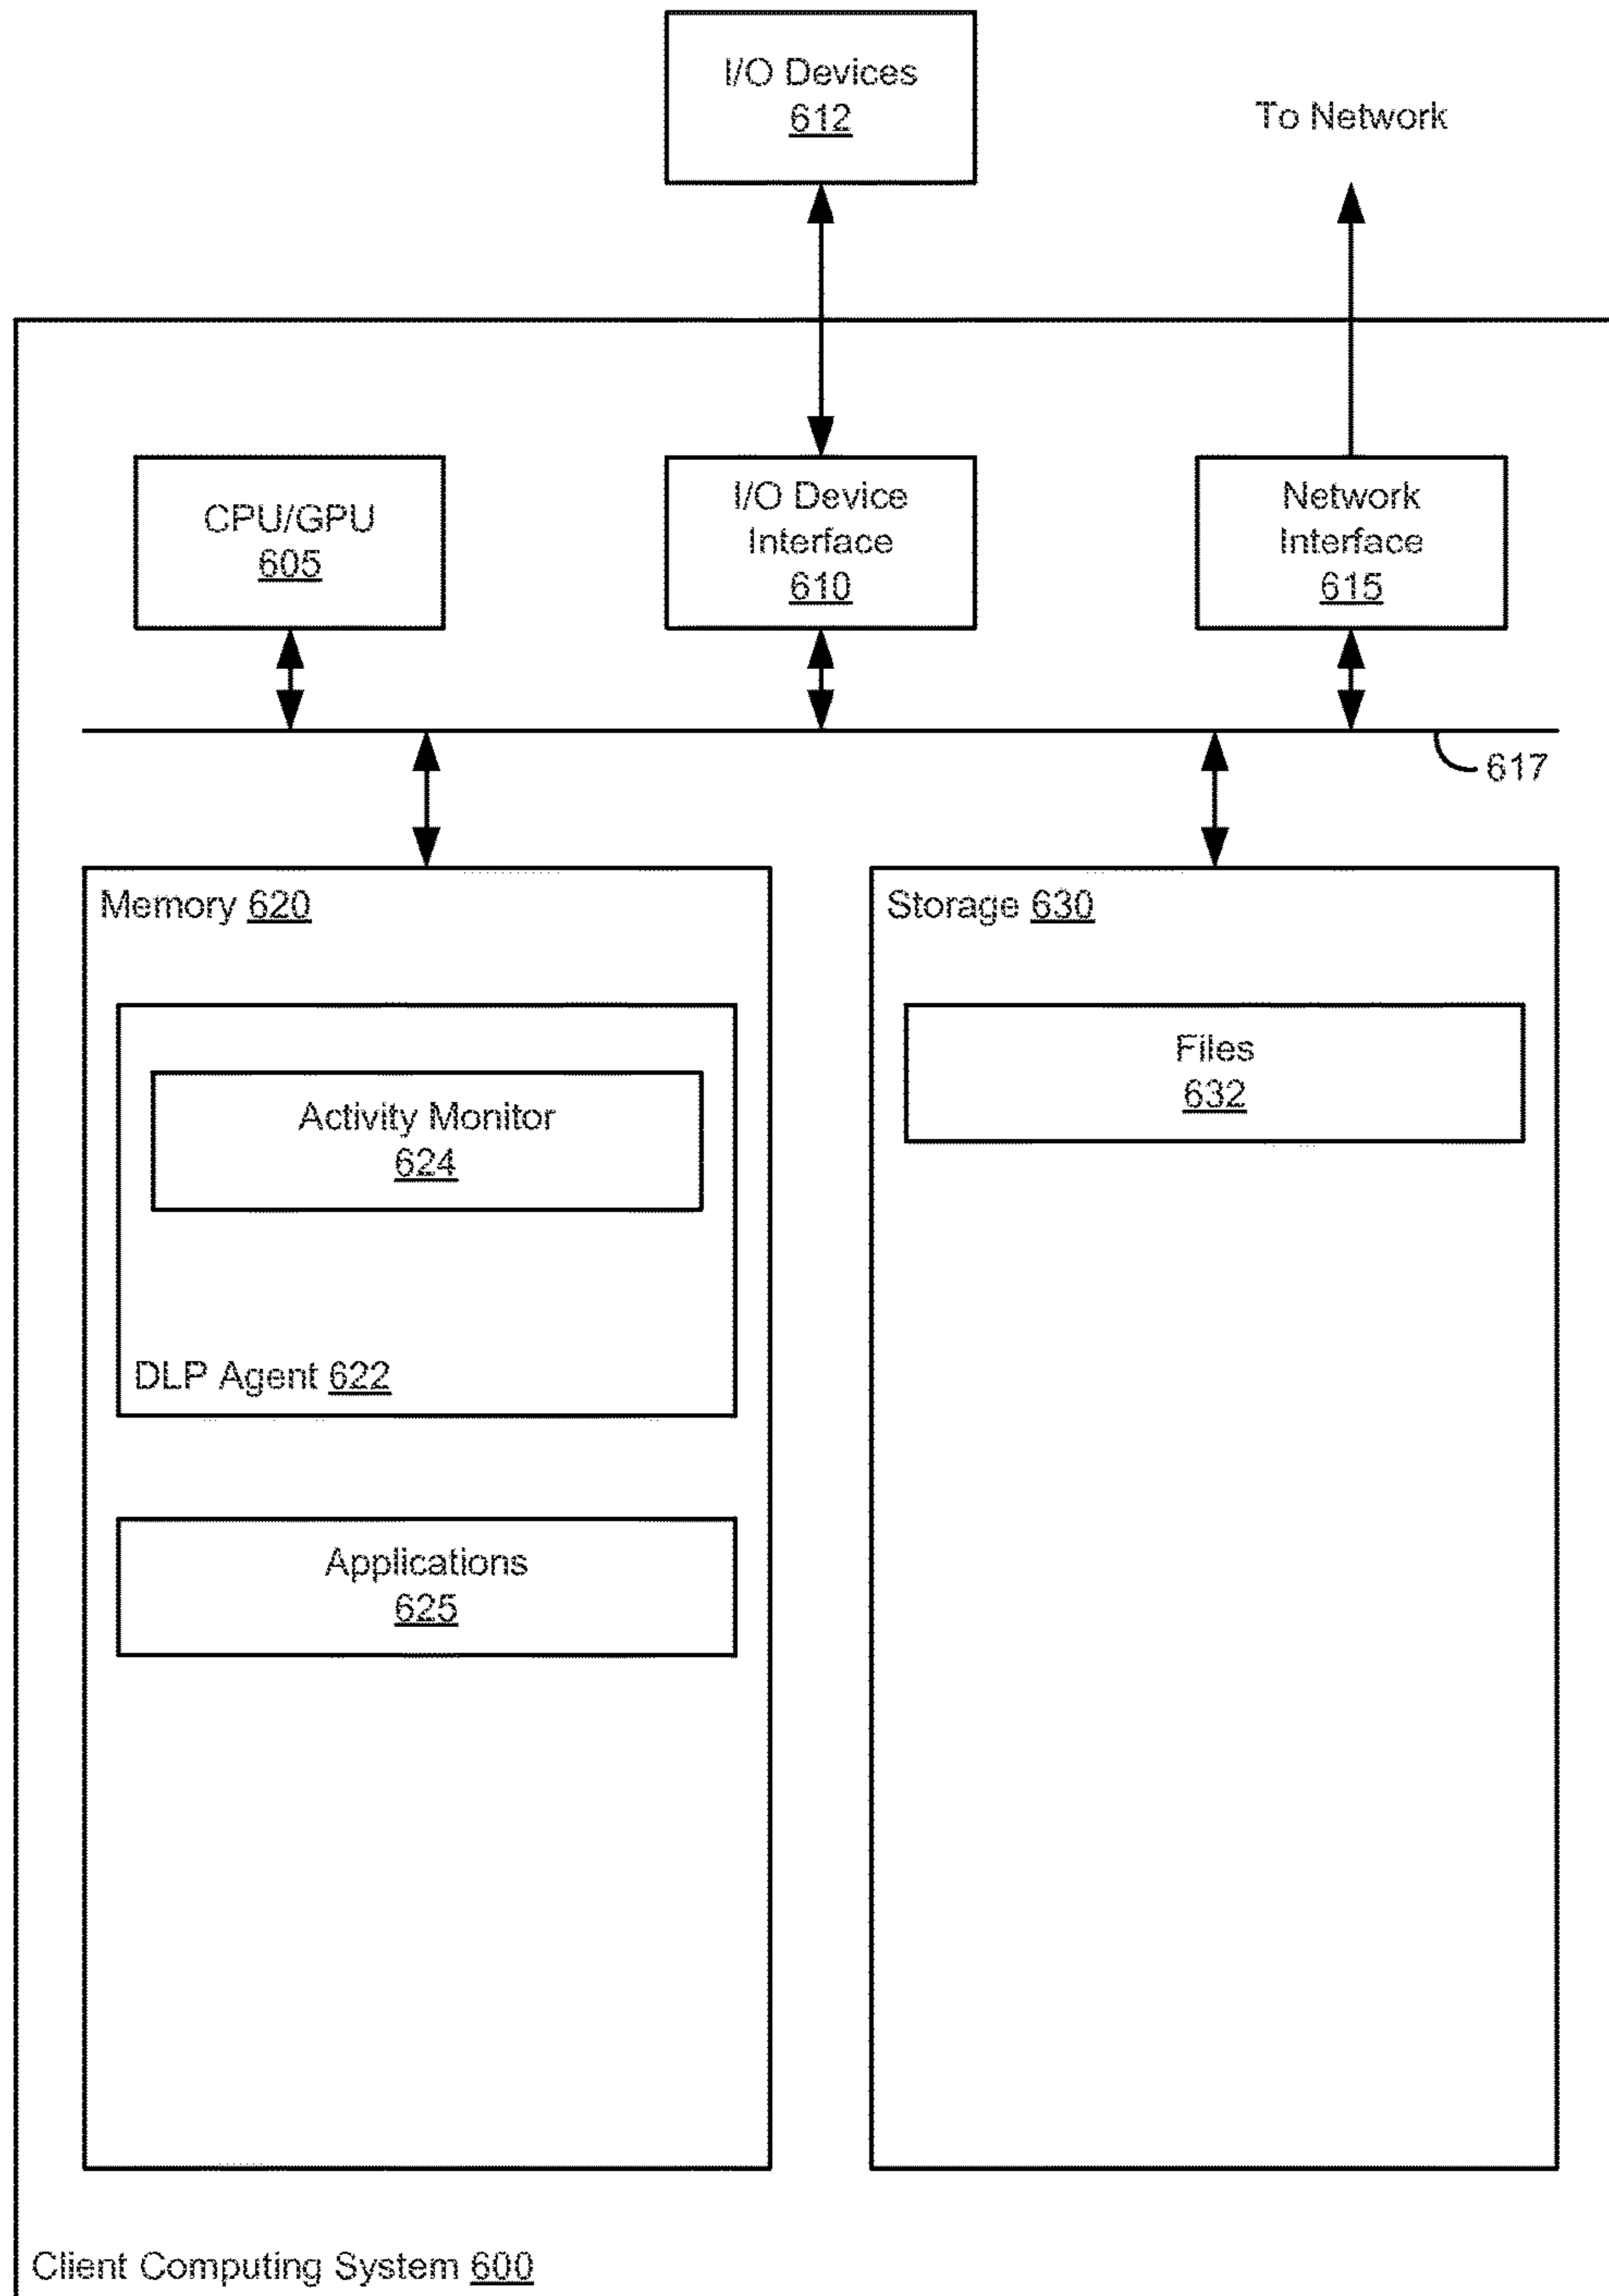 I/O Devices
612
To Network
CPU/GPU
605
I/O Device
Interface
610
Network
Interface
615
617
Memory 620
Activity Monitor
624
DLP Agent 622
Applications
625
Storage 630
Files
632
Client Computing System 600